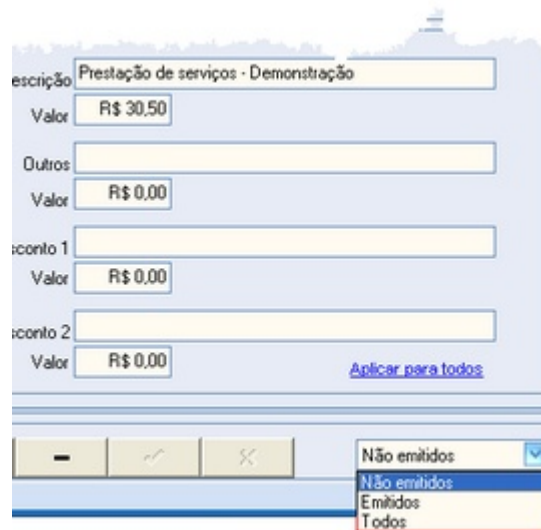 escrição Prestação de serviços - Demonstração
Valor R$ 30,50
Outros
Valor R$ 0,00
sconto 1
Valor R$ 0,00
sconto 2
Valor R$ 0,00
Aplicar para todos
Não emitidos
Não emitidos
Emitidos
Todos